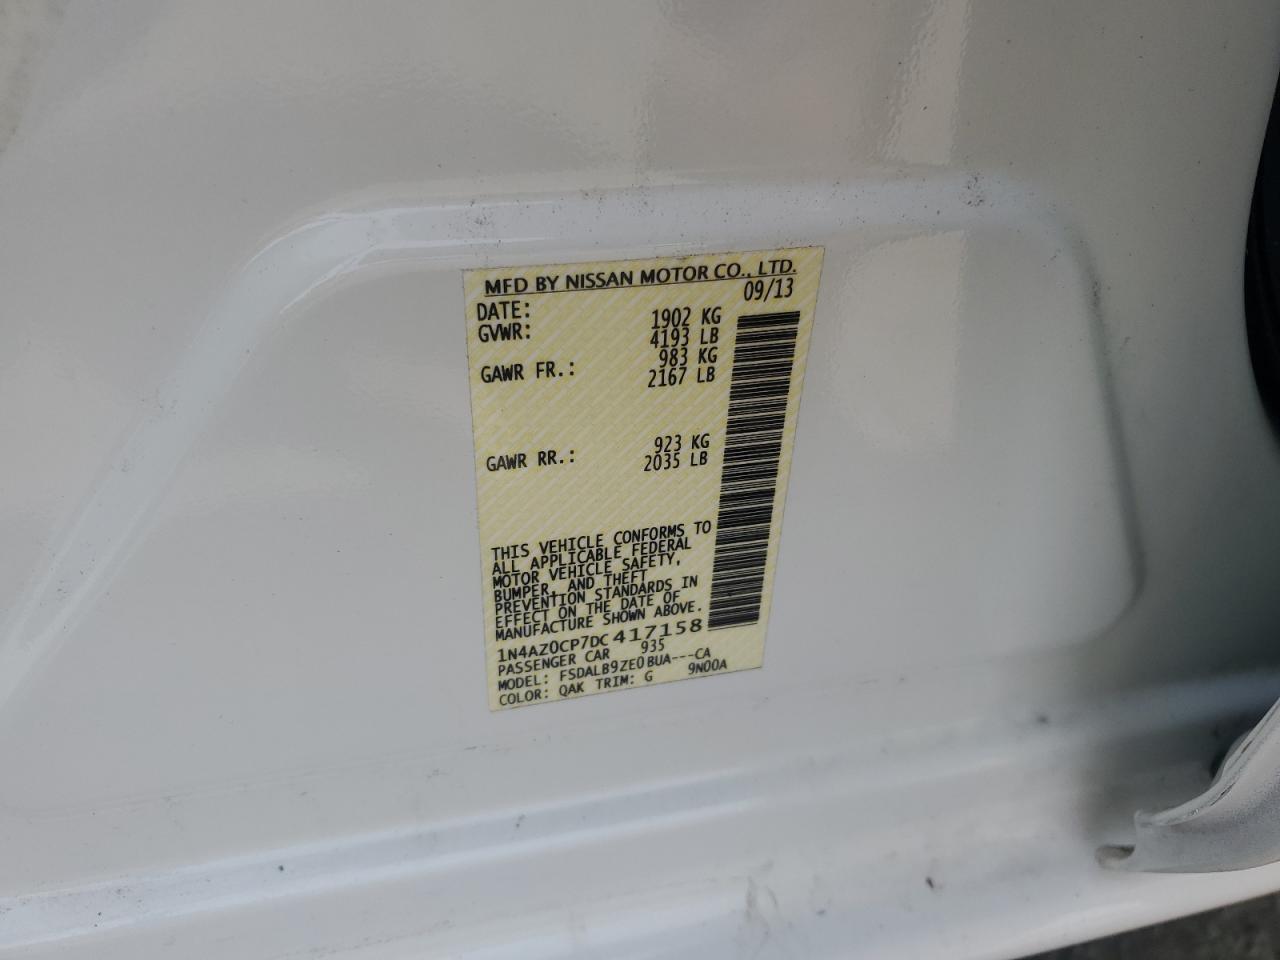 MFD BY NISSAN MOTOR CO., LTD.
DATE: 09/13
GVWR: 1902 KG
4193 LB
GAWR FR.: 983 KG
2167 LB
GAWR RR.: 923 KG
2035 LB
THIS VEHICLE CONFORMS TO
ALL APPLICABLE FEDERAL
MOTOR VEHICLE SAFETY,
BUMPER, AND THEFT
PREVENTION STANDARDS IN
EFFECT ON THE DATE OF
MANUFACTURE SHOWN ABOVE.
1N4AZ0CP7DC417158
PASSENGER CAR 935
MODEL: FSDALB9ZE0BUA---CA
COLOR: QAK TRIM: G 9N00A